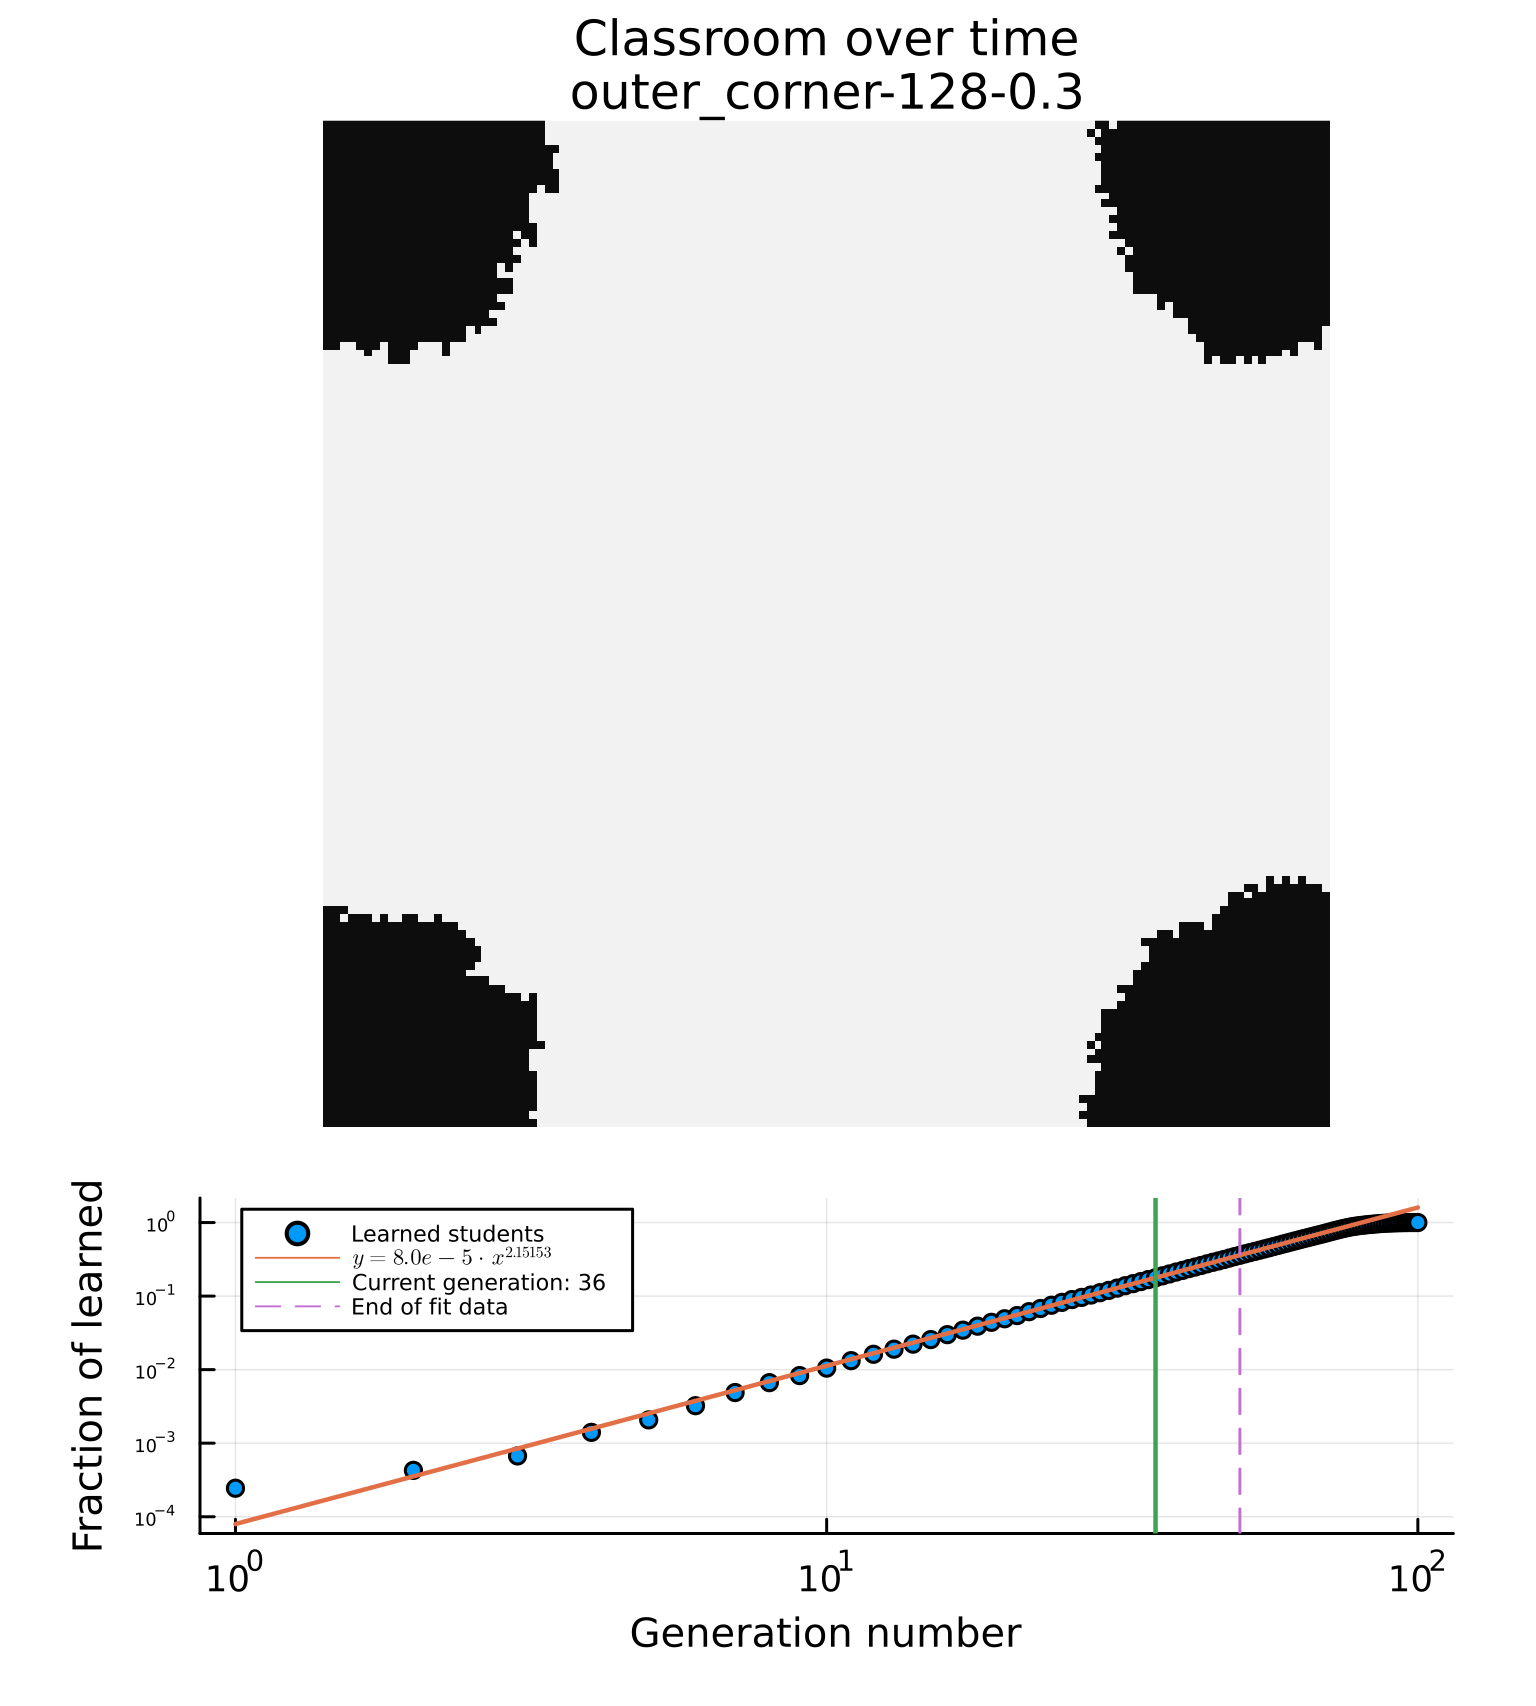 Classroom over time
outer_corner-128-0.3
Fraction of learned
10^0
10^−1
10^−2
10^−3
10^−4
Learned students
y = 8.0e − 5 · x^2.15153
Current generation: 36
End of fit data
10^0 10^1 10^2
Generation number